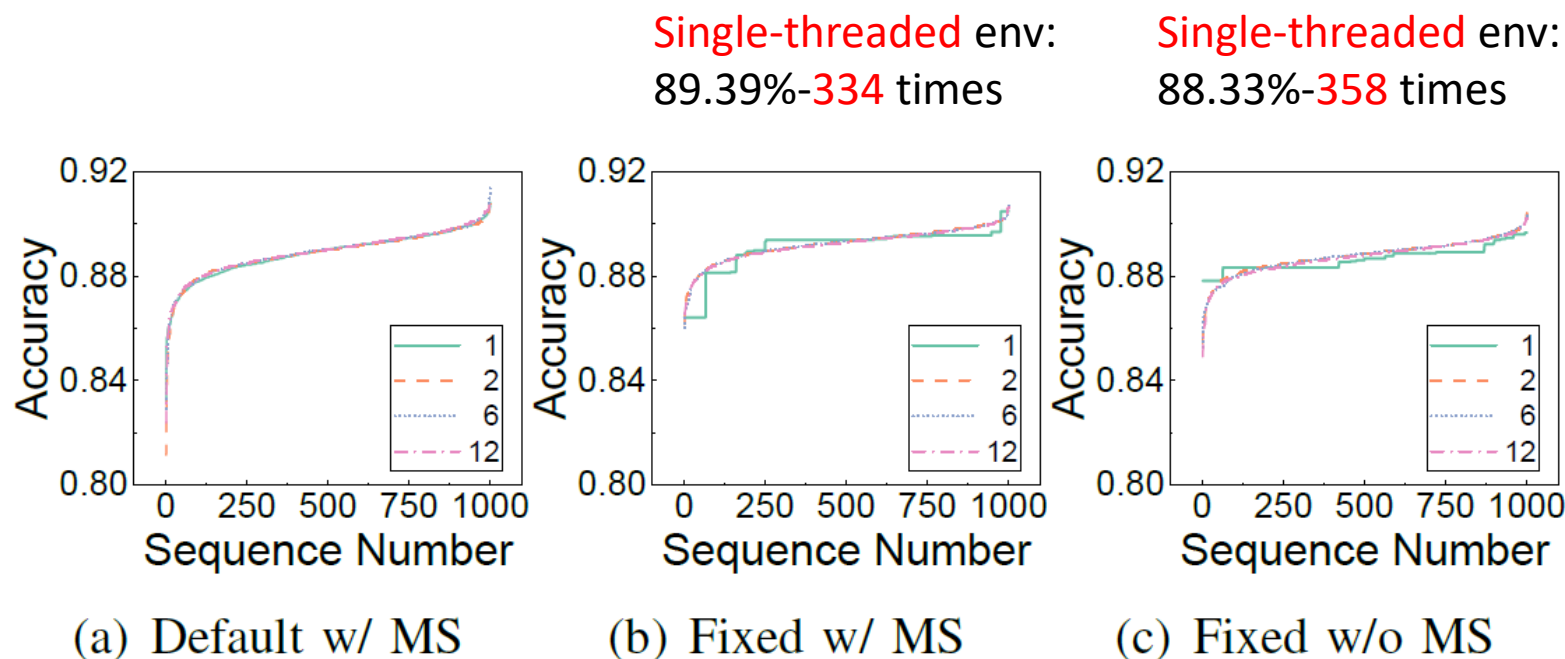 Single-threaded env:
89.39%-334 times
Single-threaded env:
88.33%-358 times
0.92
0.88
0.84
0.80
Accuracy
1
2
6
12
0 250 500 750 1000
Sequence Number
(a) Default w/ MS
0.92
0.88
0.84
0.80
Accuracy
1
2
6
12
0 250 500 750 1000
Sequence Number
(b) Fixed w/ MS
0.92
0.88
0.84
0.80
Accuracy
1
2
6
12
0 250 500 750 1000
Sequence Number
(c) Fixed w/o MS